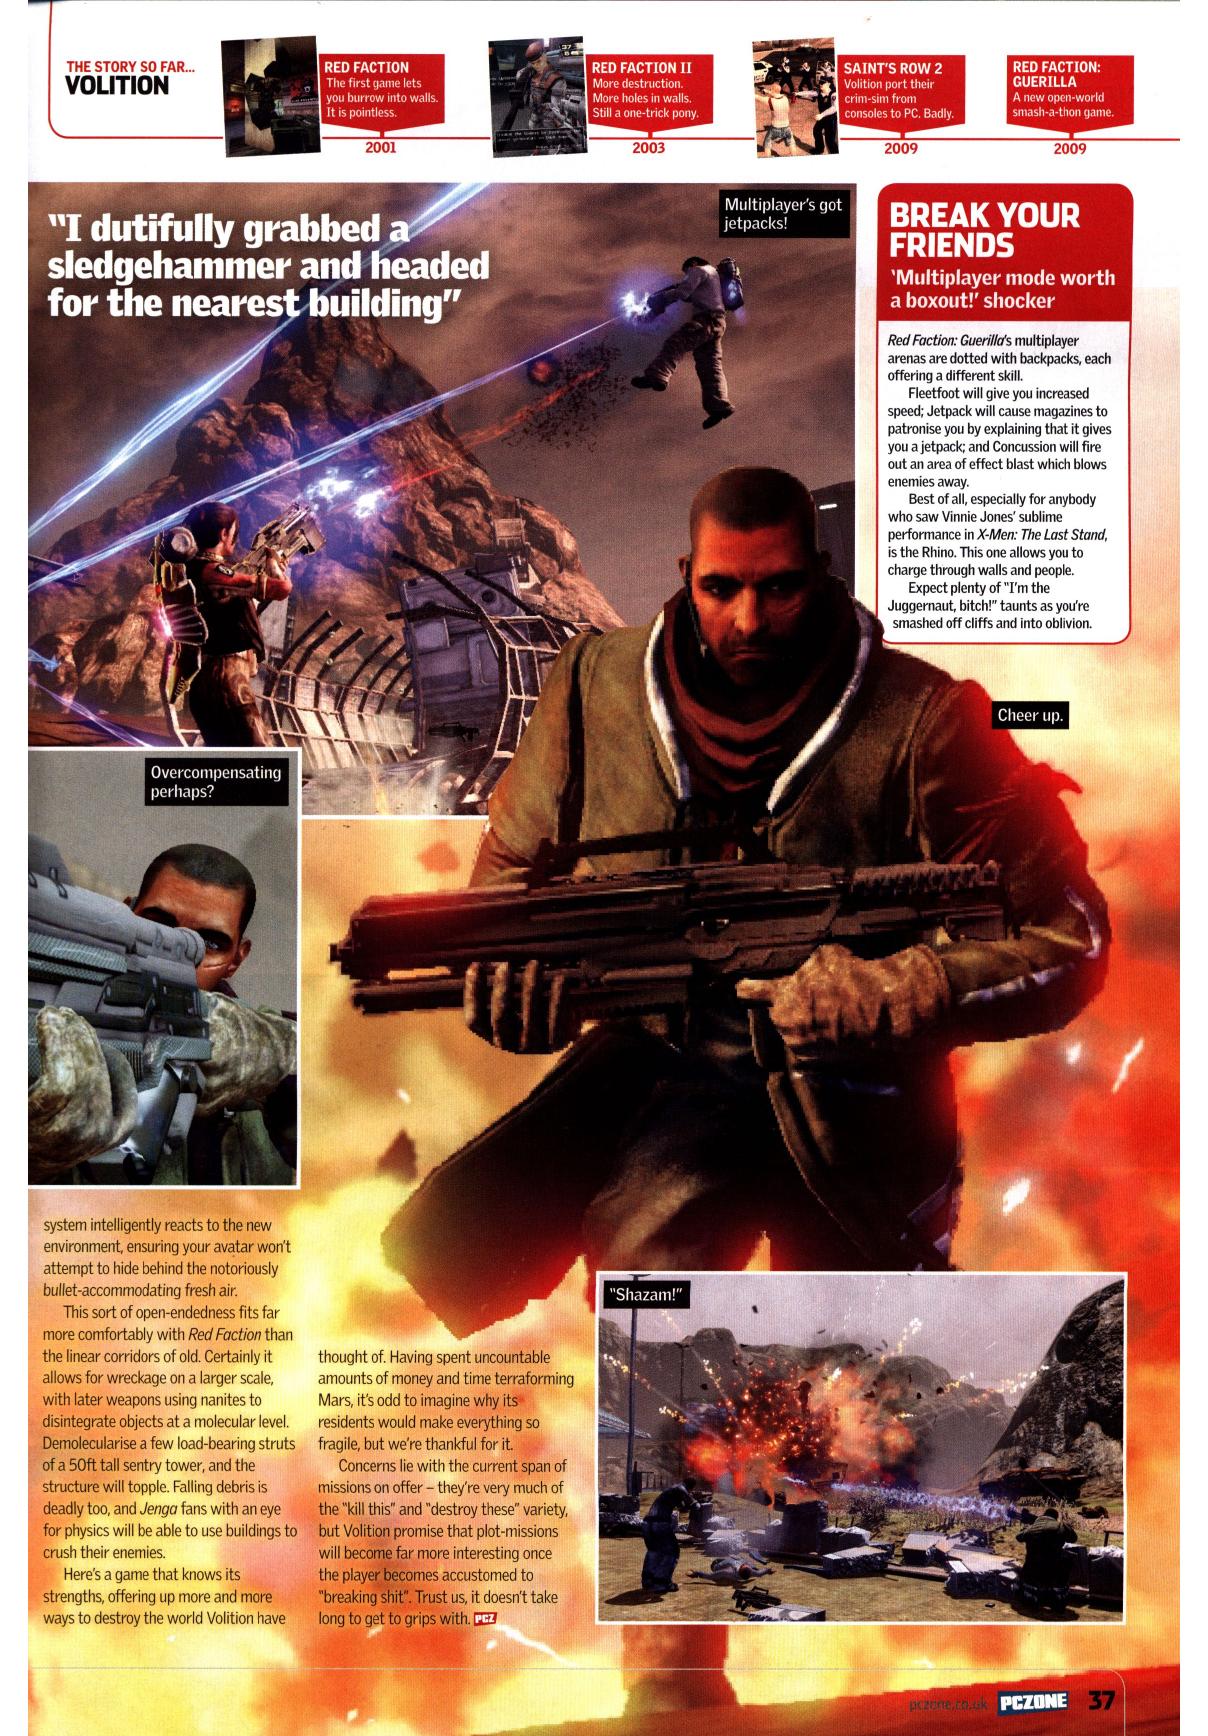 THE STORY SO FAR...
VOLITION
RED FACTION
The first game lets
you burrow into walls.
It is pointless.
2001
RED FACTION II
More destruction.
More holes in walls.
Still a one-trick pony.
2003
SAINT'S ROW 2
Volition port their
crim-sim from
consoles to PC. Badly.
2009
RED FACTION:
GUERILLA
A new open-world
smash-a-thon game.
2009
"I dutifully grabbed a
sledgehammer and headed
for the nearest building"
Multiplayer's got
jetpacks!
BREAK YOUR
FRIENDS
'Multiplayer mode worth
a boxout!' shocker
Red Faction: Guerilla's multiplayer
arenas are dotted with backpacks, each
offering a different skill.
Fleetfoot will give you increased
speed; Jetpack will cause magazines to
patronise you by explaining that it gives
you a jetpack; and Concussion will fire
out an area of effect blast which blows
enemies away.
Best of all, especially for anybody
who saw Vinnie Jones' sublime
performance in X-Men: The Last Stand,
is the Rhino. This one allows you to
charge through walls and people.
Expect plenty of "I'm the
Juggernaut, bitch!" taunts as you're
smashed off cliffs and into oblivion.
Cheer up.
Overcompensating
perhaps?
system intelligently reacts to the new
environment, ensuring your avatar won't
attempt to hide behind the notoriously
bullet-accommodating fresh air.
This sort of open-endedness fits far
more comfortably with Red Faction than
the linear corridors of old. Certainly it
allows for wreckage on a larger scale,
with later weapons using nanites to
disintegrate objects at a molecular level.
Demolecularise a few load-bearing struts
of a 50ft tall sentry tower, and the
structure will topple. Falling debris is
deadly too, and Jenga fans with an eye
for physics will be able to use buildings to
crush their enemies.
Here's a game that knows its
strengths, offering up more and more
ways to destroy the world Volition have
thought of. Having spent uncountable
amounts of money and time terraforming
Mars, it's odd to imagine why its
residents would make everything so
fragile, but we're thankful for it.
Concerns lie with the current span of
missions on offer – they're very much of
the "kill this" and "destroy these" variety,
but Volition promise that plot-missions
will become far more interesting once
the player becomes accustomed to
"breaking shit". Trust us, it doesn't take
long to get to grips with. PCZ
"Shazam!"
pczone.co.uk PCZONE 37